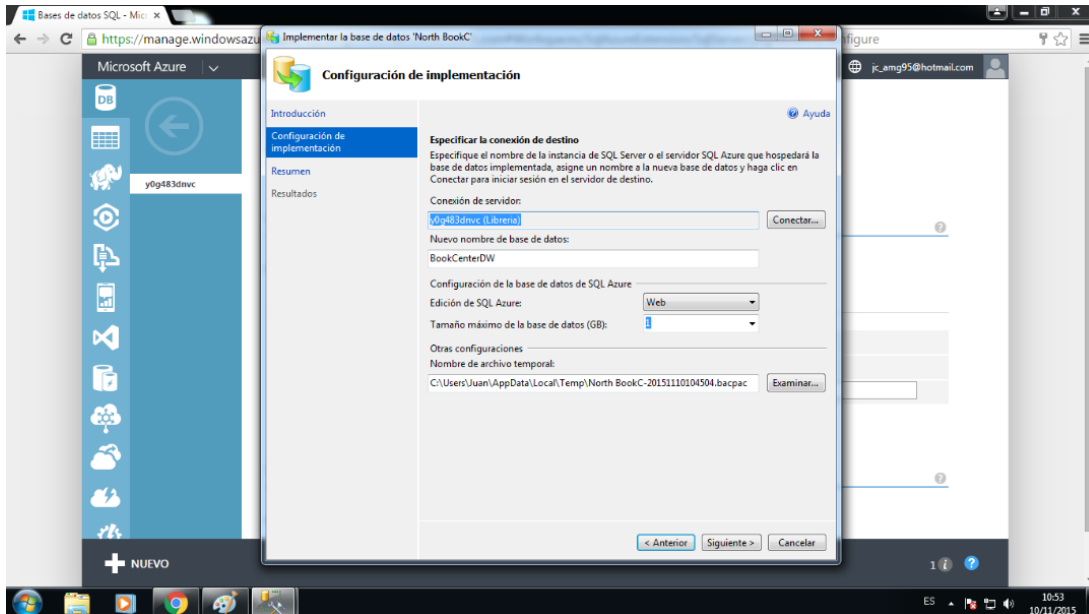 Bases de datos SQL - Mic
https://manage.windowsazu
figure
Microsoft Azure
jc_amg95@hotmail.com
DB
y0g483dnvc
Implementar la base de datos 'North BookC'
Configuración de implementación
Introducción
Configuración de
implementación
Resumen
Resultados
Ayuda
Especificar la conexión de destino
Especifique el nombre de la instancia de SQL Server o el servidor SQL Azure que hospedará la
base de datos implementada, asigne un nombre a la nueva base de datos y haga clic en
Conectar para iniciar sesión en el servidor de destino.
Conexión de servidor:
y0g483dnvc (Libreria)
Conectar...
Nuevo nombre de base de datos:
BookCenterDW
Configuración de la base de datos de SQL Azure
Edición de SQL Azure:
Web
Tamaño máximo de la base de datos (GB):
1
Otras configuraciones
Nombre de archivo temporal:
C:\Users\Juan\AppData\Local\Temp\North BookC-20151110104504.bacpac
Examinar...
< Anterior
Siguiente >
Cancelar
NUEVO
1
ES
10:53
10/11/2015